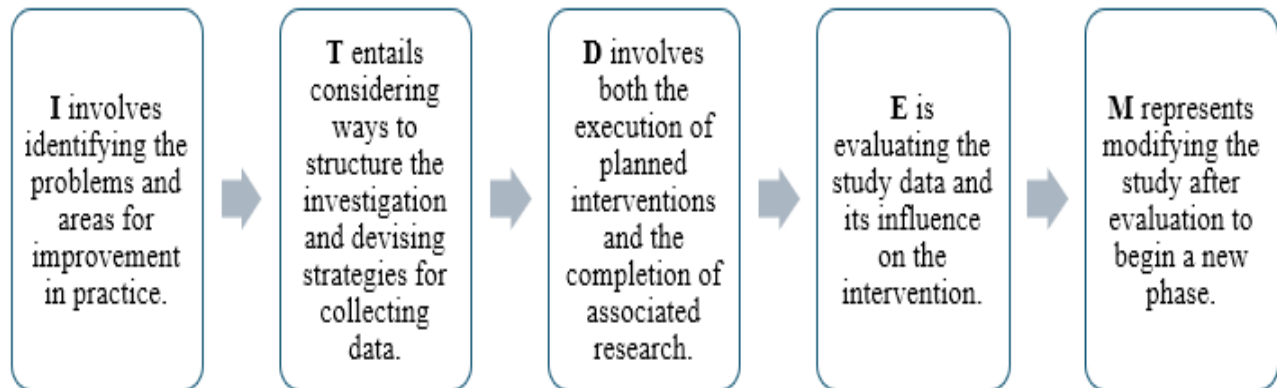 I involves
identifying the
problems and
areas for
improvement
in practice.
T entails
considering
ways to
structure the
investigation
and devising
strategies for
collecting
data.
D involves
both the
execution of
planned
interventions
and the
completion of
associated
research.
E is
evaluating the
study data and
its influence
on the
intervention.
M represents
modifying the
study after
evaluation to
begin a new
phase.